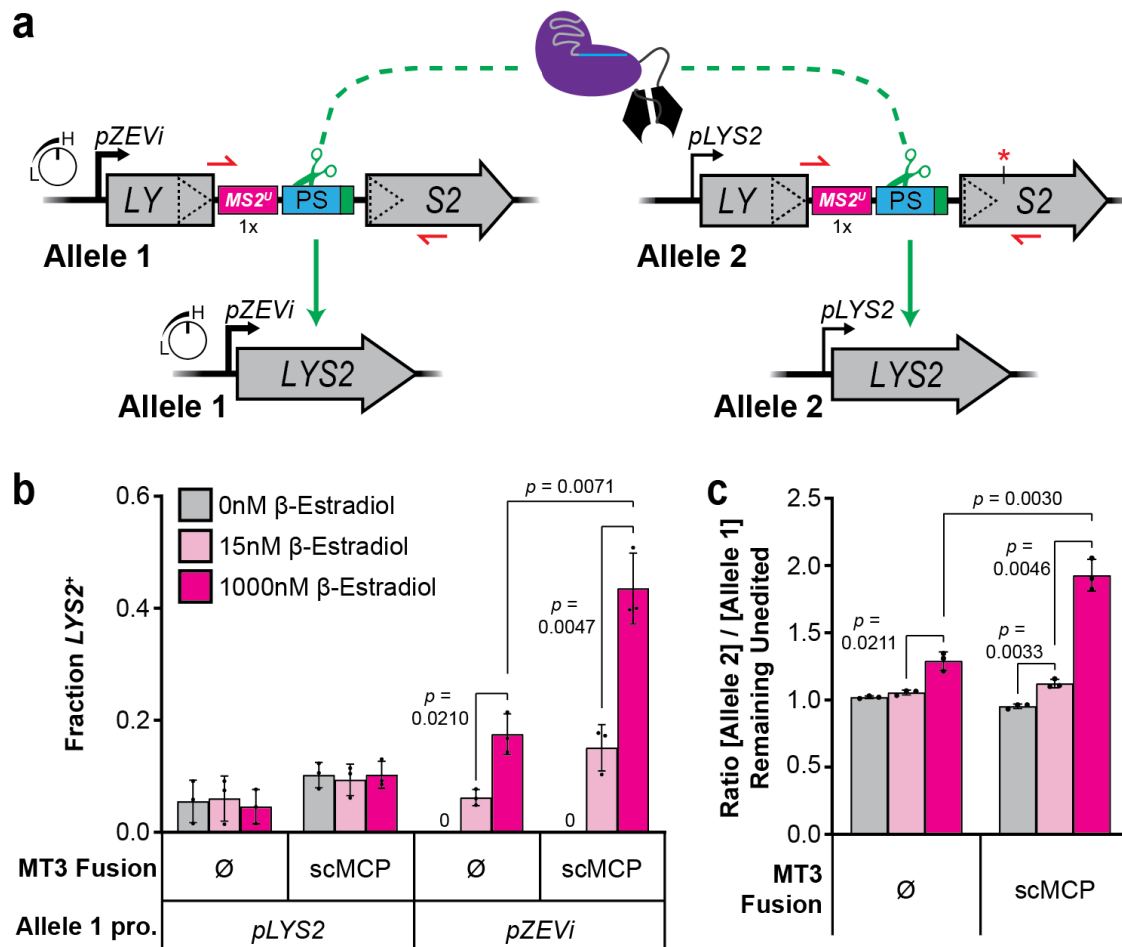 a
pZEVi
H
L
LY
MS2ᵁ
PS
S2
1x
Allele 1
pZEVi
H
L
LYS2
Allele 1
pLYS2
*
LY
MS2ᵁ
PS
S2
1x
Allele 2
pLYS2
LYS2
Allele 2
b
Fraction LYS2⁺
0.6
0.4
0.2
0.0
0nM β-Estradiol
15nM β-Estradiol
1000nM β-Estradiol
p = 0.0071
p =
0.0047
p =
0.0210
0
0
MT3 Fusion
Ø
scMCP
Ø
scMCP
Allele 1 pro.
pLYS2
pZEVi
c
Ratio [Allele 2] / [Allele 1]
Remaining Unedited
2.5
2.0
1.5
1.0
0.5
0.0
p = 0.0030
p =
0.0046
p =
0.0211
p =
0.0033
MT3
Fusion
Ø
scMCP